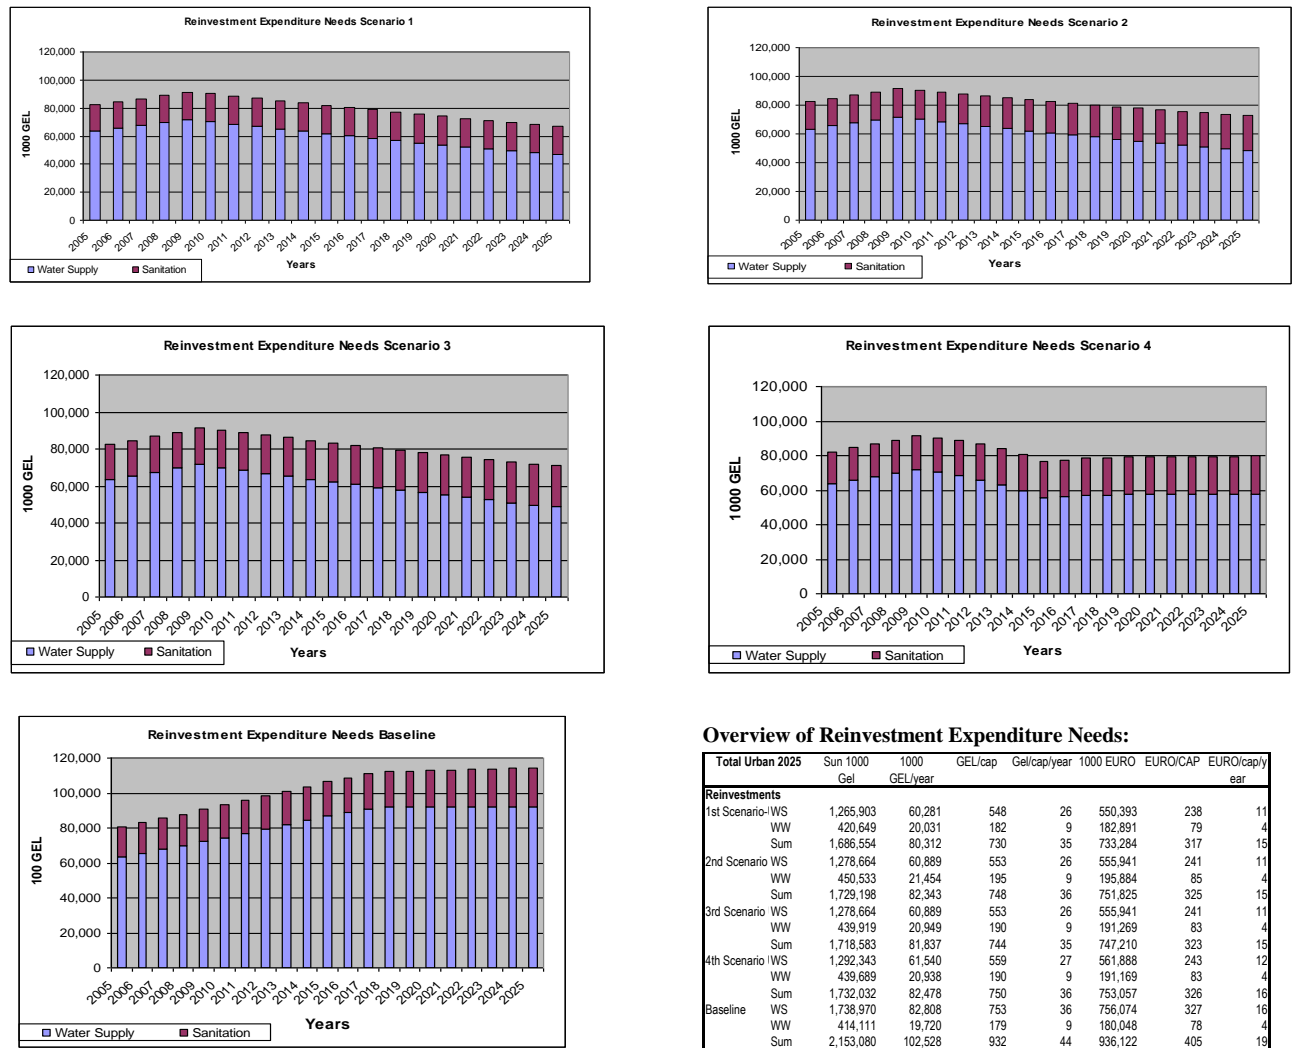 Reinvestment Expenditure Needs Scenario 1
120,000
100,000
80,000
60,000
40,000
20,000
0
1000 GEL
2005 2006 2007 2008 2009 2010 2011 2012 2013 2014 2015 2016 2017 2018 2019 2020 2021 2022 2023 2024 2025
Years
Water Supply Sanitation
Reinvestment Expenditure Needs Scenario 2
120,000
100,000
80,000
60,000
40,000
20,000
0
1000 GEL
2005 2006 2007 2008 2009 2010 2011 2012 2013 2014 2015 2016 2017 2018 2019 2020 2021 2022 2023 2024 2025
Years
Water Supply Sanitation
Reinvestment Expenditure Needs Scenario 3
120,000
100,000
80,000
60,000
40,000
20,000
0
1000 GEL
2005 2006 2007 2008 2009 2010 2011 2012 2013 2014 2015 2016 2017 2018 2019 2020 2021 2022 2023 2024 2025
Years
Water Supply Sanitation
Reinvestment Expenditure Needs Scenario 4
120,000
100,000
80,000
60,000
40,000
20,000
0
1000 GEL
2005 2006 2007 2008 2009 2010 2011 2012 2013 2014 2015 2016 2017 2018 2019 2020 2021 2022 2023 2024 2025
Years
Water Supply Sanitation
Reinvestment Expenditure Needs Baseline
120,000
100,000
80,000
60,000
40,000
20,000
0
100 GEL
2005 2006 2007 2008 2009 2010 2011 2012 2013 2014 2015 2016 2017 2018 2019 2020 2021 2022 2023 2024 2025
Years
Water Supply Sanitation
Overview of Reinvestment Expenditure Needs:
Total Urban 2025 Sun 1000 1000 GEL/cap Gel/cap/year 1000 EURO EURO/CAP EURO/cap/y
Gel GEL/year ear
Reinvestments
1st Scenario- WS 1,265,903 60,281 548 26 550,393 238 11
WW 420,649 20,031 182 9 182,891 79 4
Sum 1,686,554 80,312 730 35 733,284 317 15
2nd Scenario WS 1,278,664 60,889 553 26 555,941 241 11
WW 450,533 21,454 195 9 195,884 85 4
Sum 1,729,198 82,343 748 36 751,825 325 15
3rd Scenario WS 1,278,664 60,889 553 26 555,941 241 11
WW 439,919 20,949 190 9 191,269 83 4
Sum 1,718,583 81,837 744 35 747,210 323 15
4th Scenario WS 1,292,343 61,540 559 27 561,888 243 12
WW 439,689 20,938 190 9 191,169 83 4
Sum 1,732,032 82,478 750 36 753,057 326 16
Baseline WS 1,738,970 82,808 753 36 756,074 327 16
WW 414,111 19,720 179 9 180,048 78 4
Sum 2,153,080 102,528 932 44 936,122 405 19